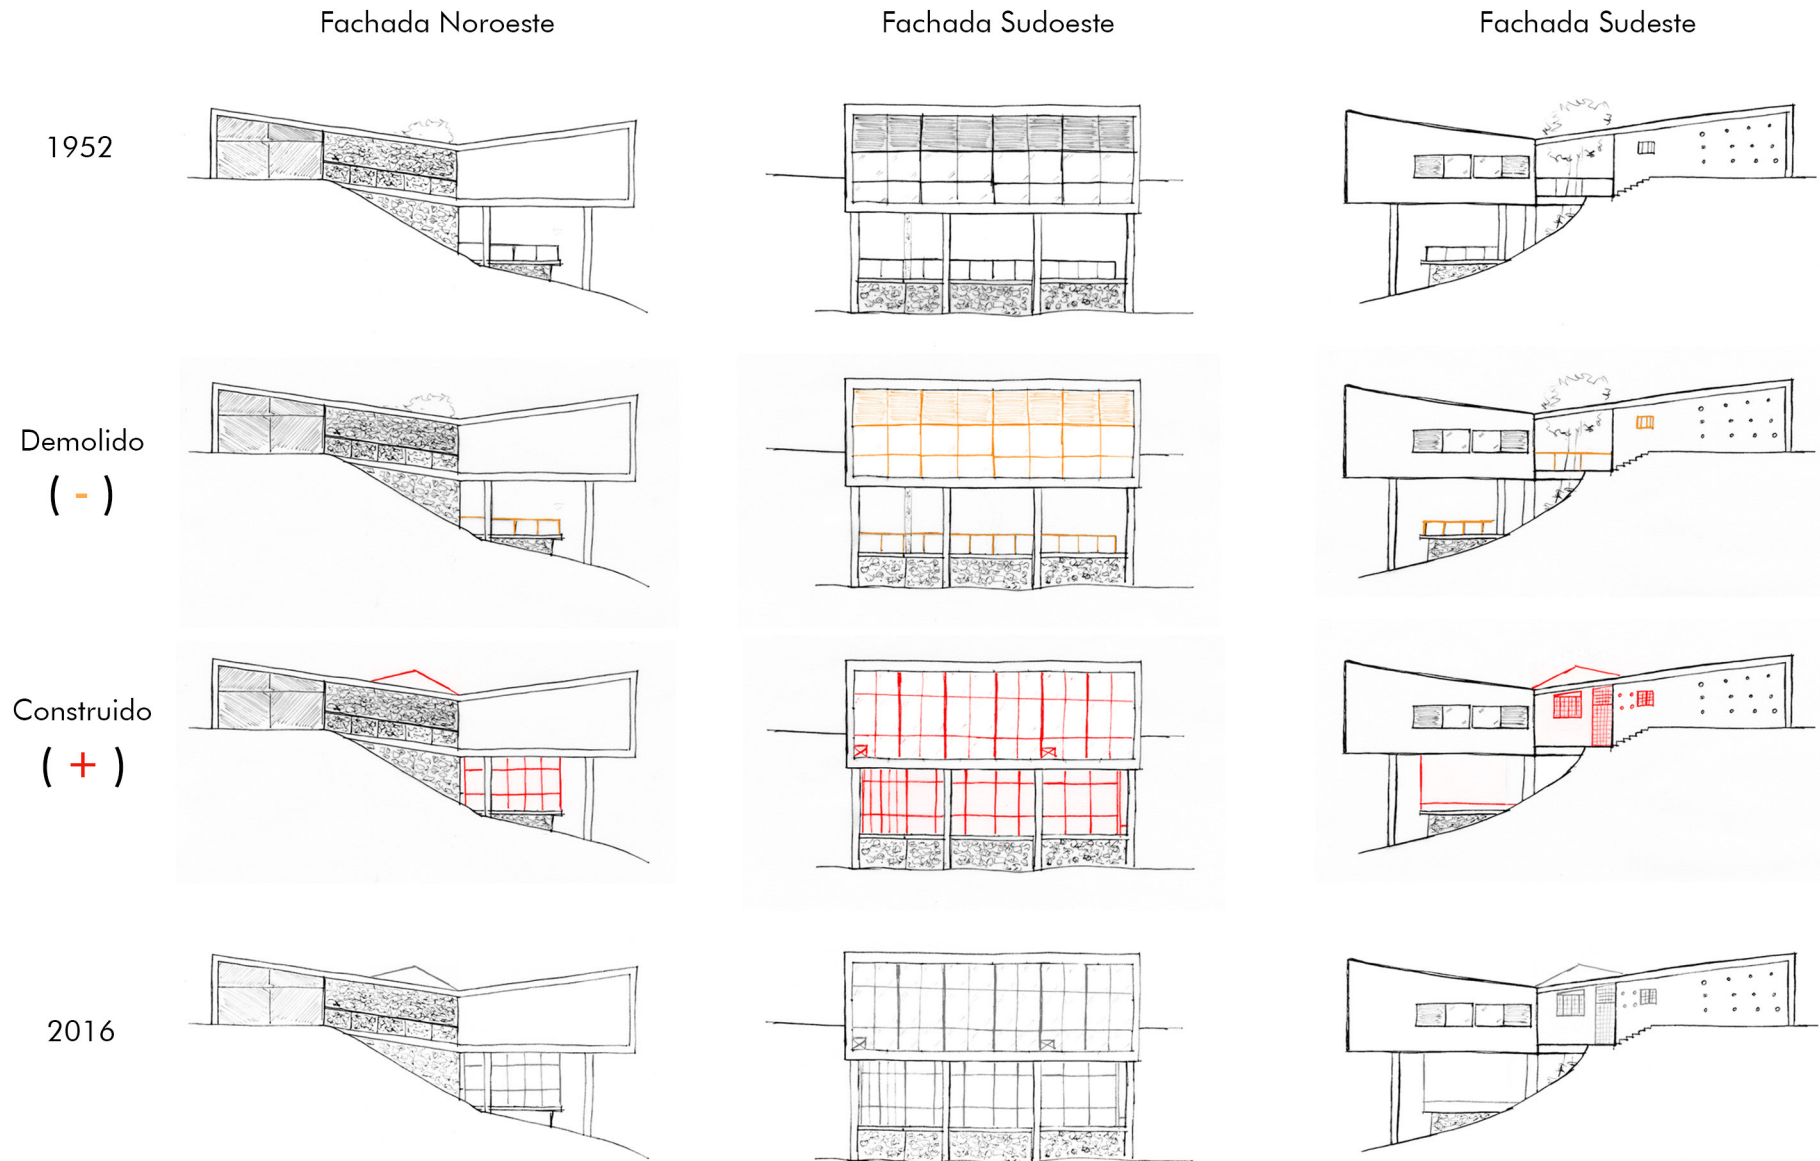 Fachada Noroeste
Fachada Sudoeste
Fachada Sudeste
1952
Demolido
( - )
Construido
( + )
2016